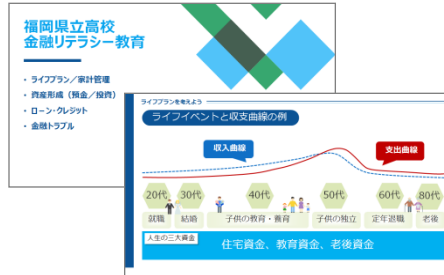 福岡県立高校
金融リテラシー教育
・ ライフプラン／家計管理
・ 資産形成（預金／投資）
・ ローン・クレジット
・ 金融トラブル
ライフプランを考えよう
ライフイベントと収支曲線の例
収入曲線
支出曲線
20代 30代 40代 50代 60代 80代
就職 結婚 子供の教育・養育 子供の独立 定年退職 老後
人生の三大資金
住宅資金、教育資金、老後資金